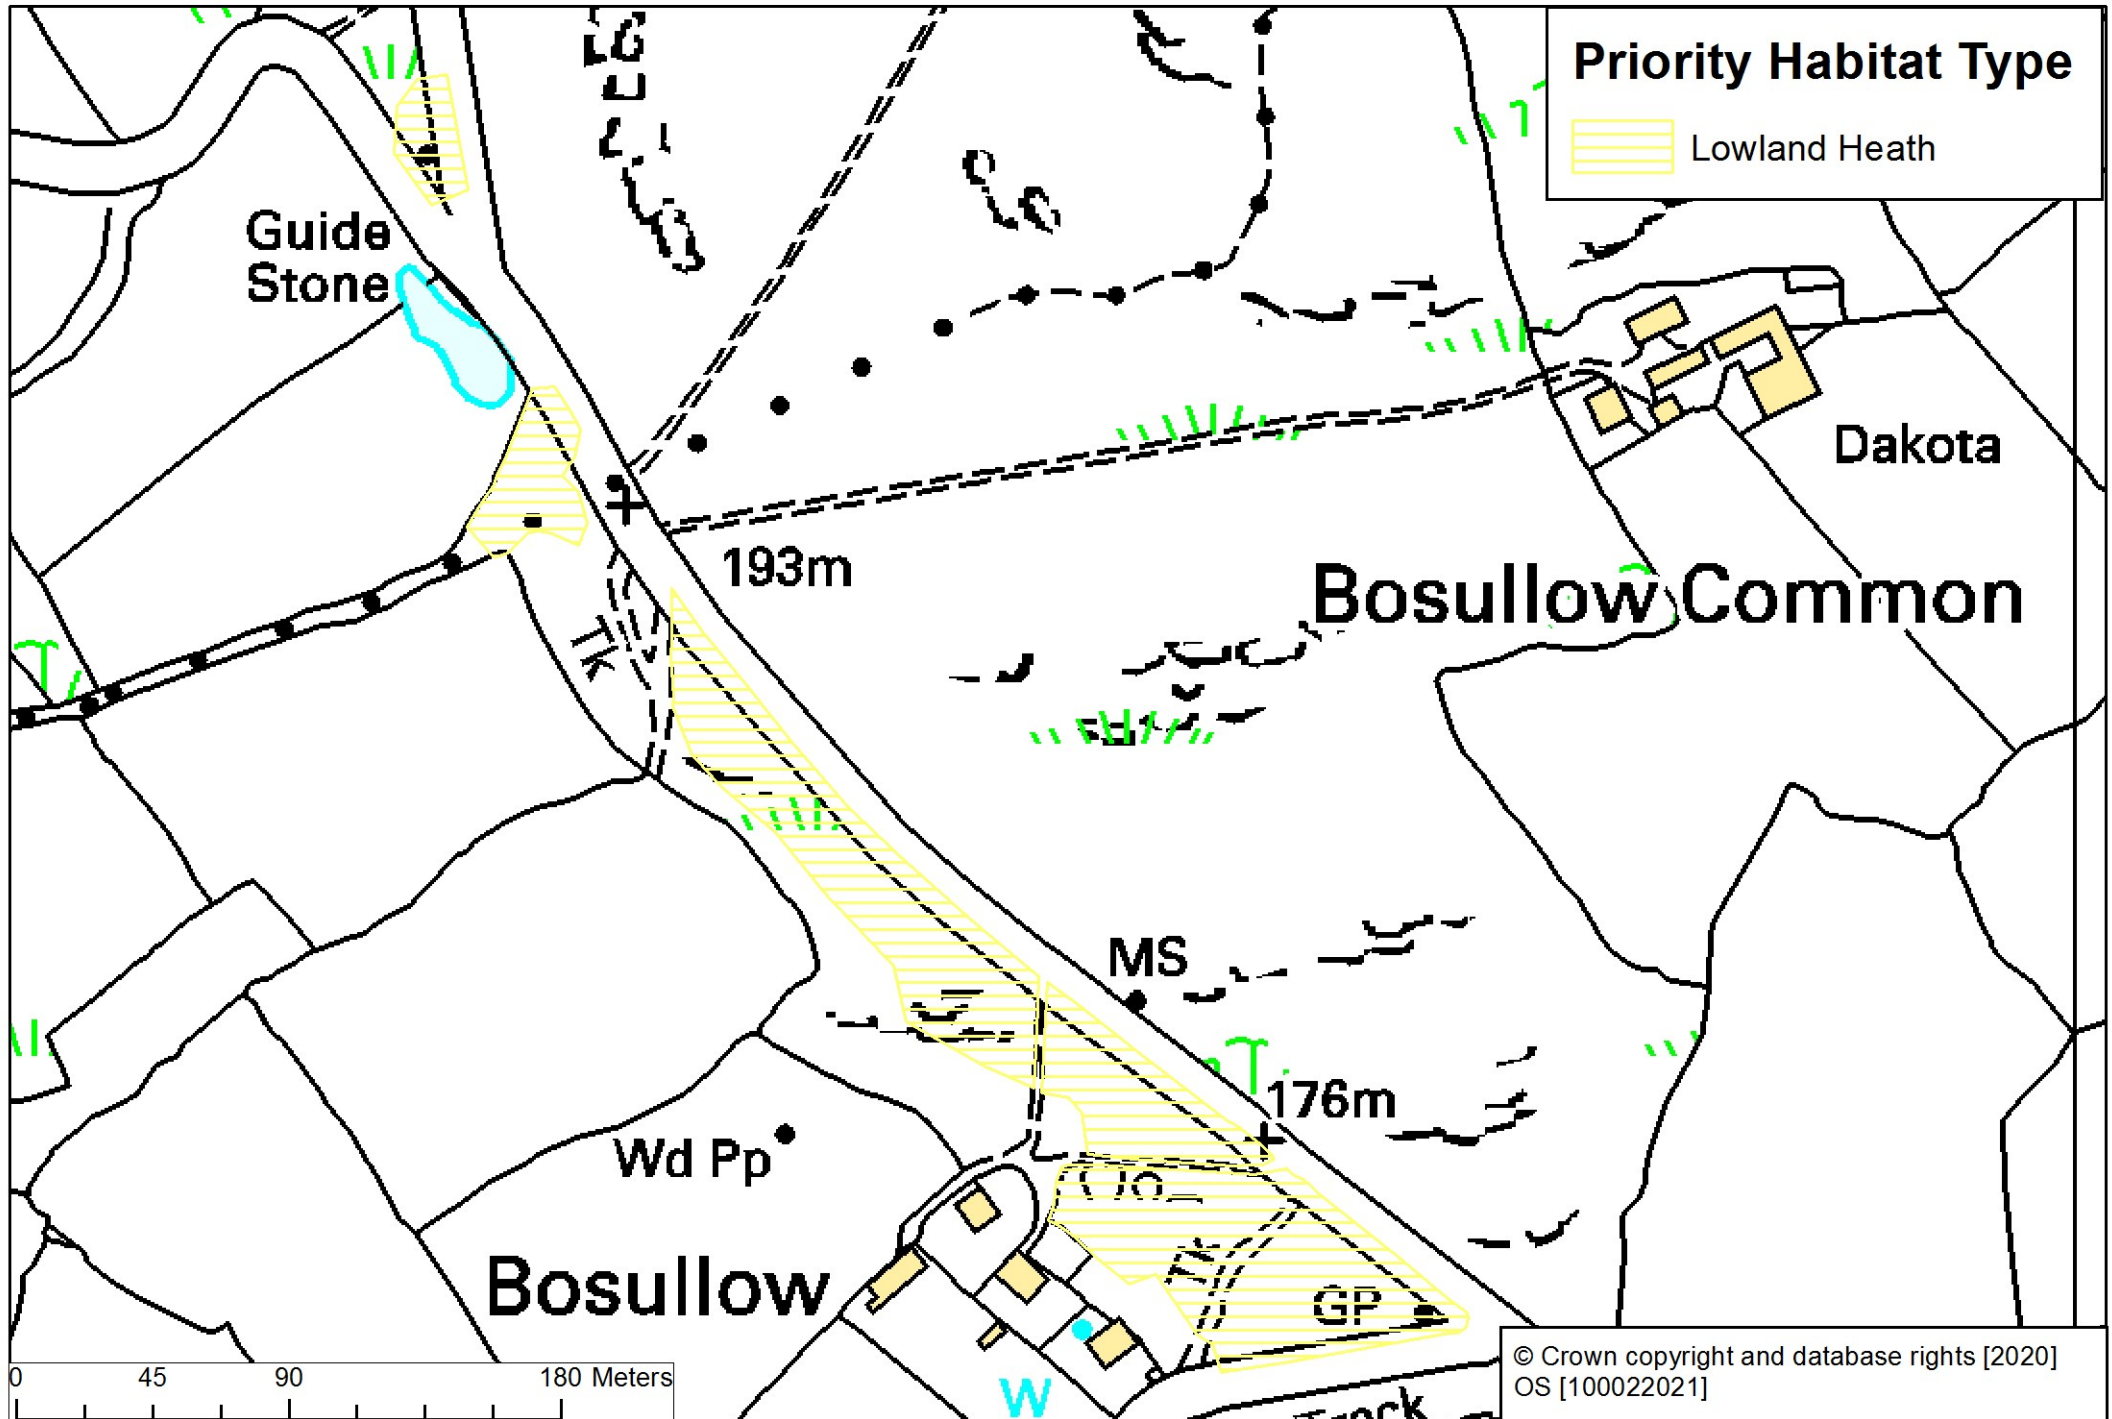 Priority Habitat Type
Lowland Heath
Guide
Stone
Dakota
193m
Bosullow Common
Tk
MS
176m
Wd Pp
Tk
Bosullow
GP
W
0 45 90 180 Meters
© Crown copyright and database rights [2020]
OS [100022021]